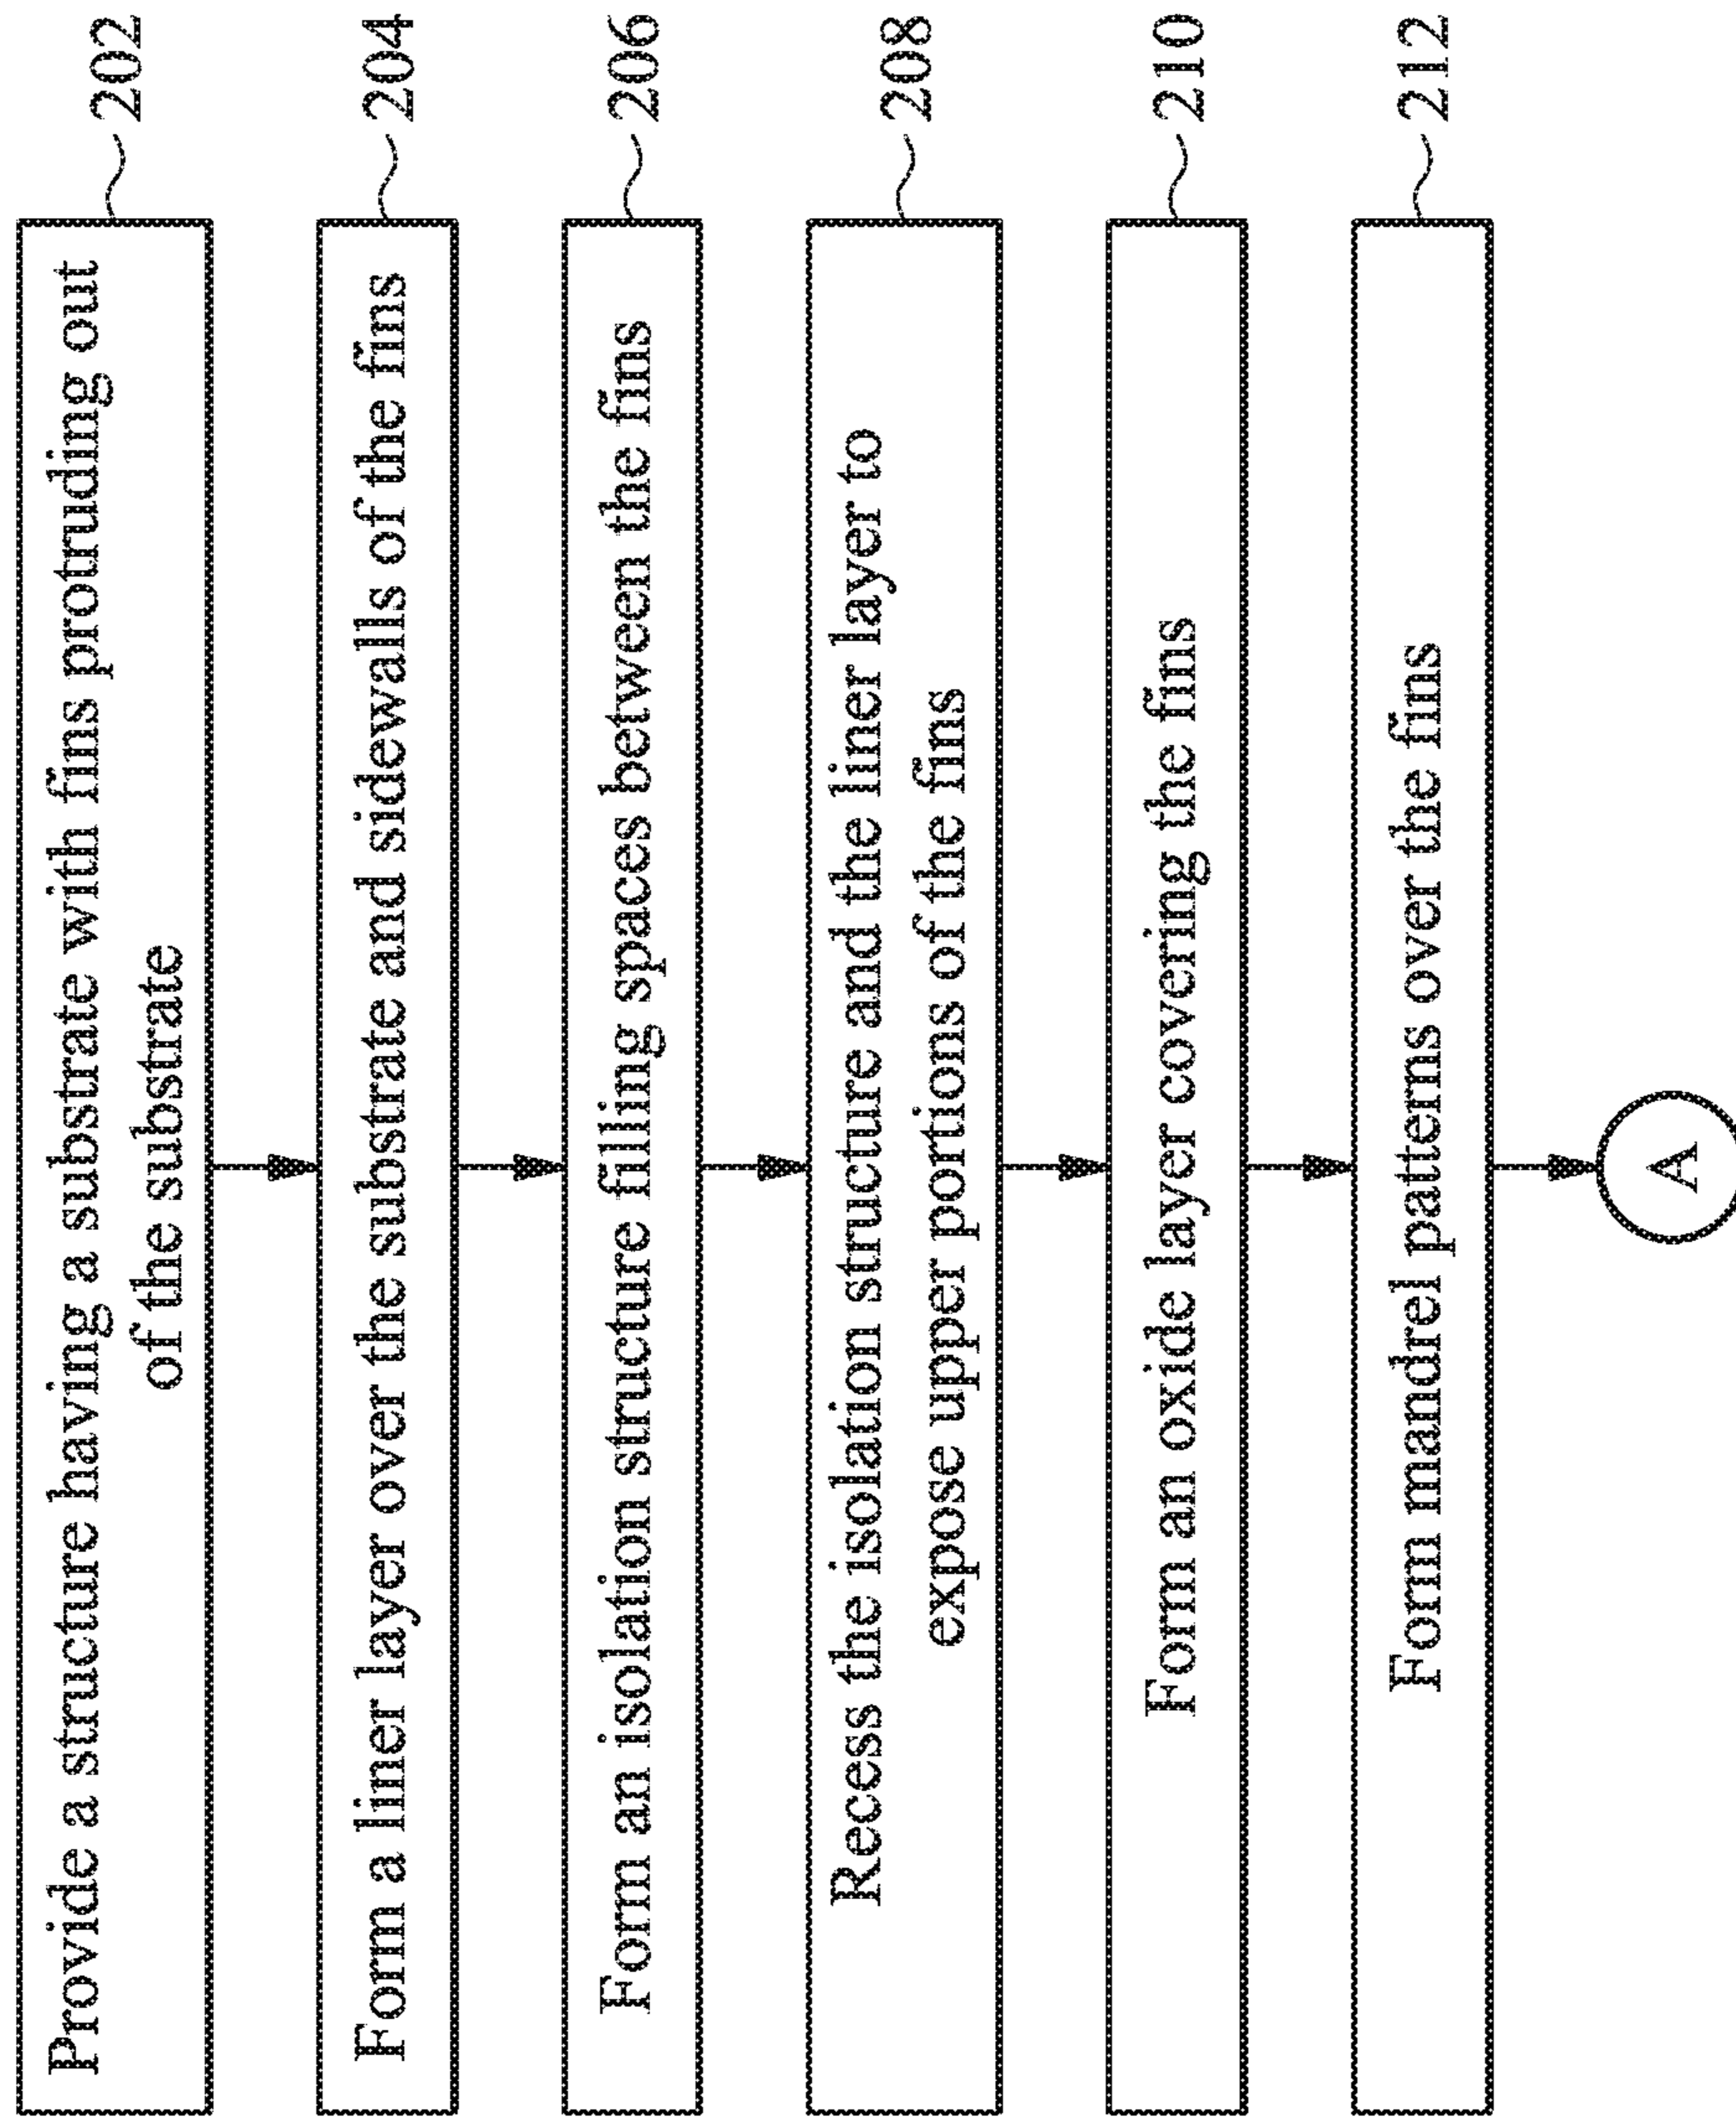 Provide a structure having a substrate with fins protruding out
of the substrate
202
Form a liner layer over the substrate and sidewalls of the fins
204
Form an isolation structure filling spaces between the fins
206
Recess the isolation structure and the liner layer to
expose upper portions of the fins
208
Form an oxide layer covering the fins
210
Form mandrel patterns over the fins
212
A